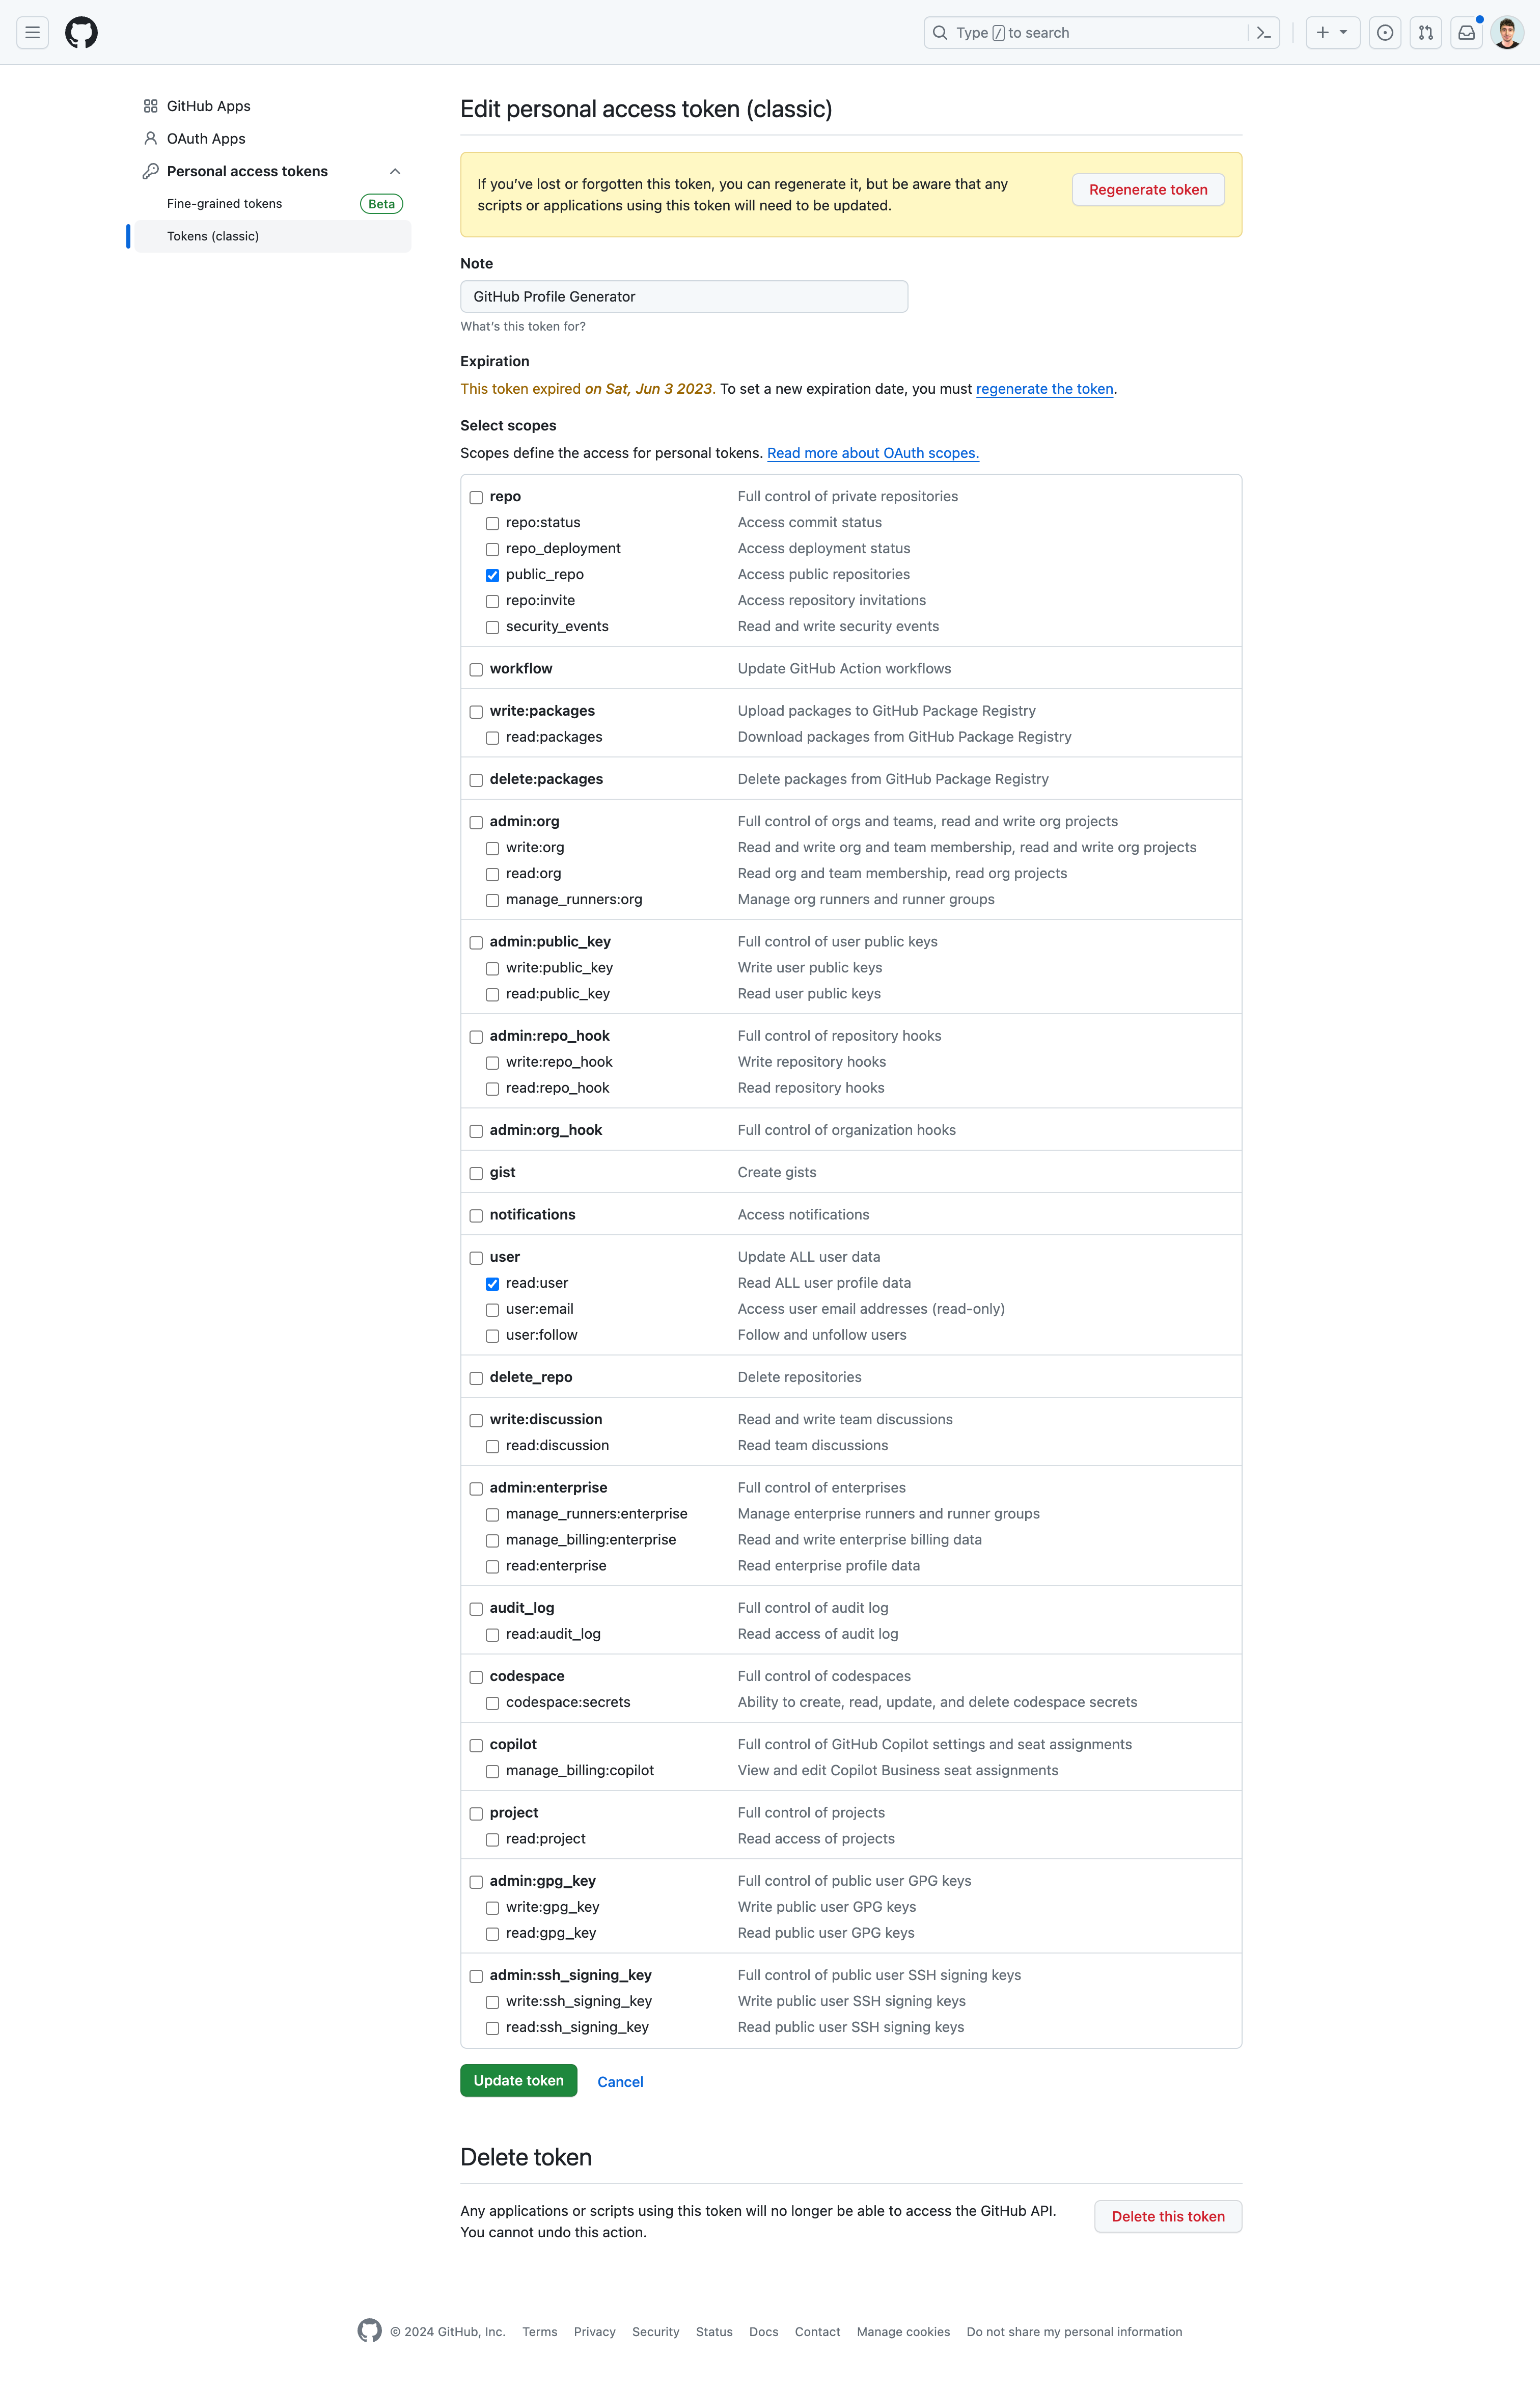 Type / to search
GitHub Apps
OAuth Apps
Personal access tokens
Fine-grained tokens Beta
Tokens (classic)
Edit personal access token (classic)
If you’ve lost or forgotten this token, you can regenerate it, but be aware that any
scripts or applications using this token will need to be updated.
Regenerate token
Note
GitHub Profile Generator
What’s this token for?
Expiration
This token expired on Sat, Jun 3 2023. To set a new expiration date, you must regenerate the token.
Select scopes
Scopes define the access for personal tokens. Read more about OAuth scopes.
repo Full control of private repositories
repo:status Access commit status
repo_deployment Access deployment status
public_repo Access public repositories
repo:invite Access repository invitations
security_events Read and write security events
workflow Update GitHub Action workflows
write:packages Upload packages to GitHub Package Registry
read:packages Download packages from GitHub Package Registry
delete:packages Delete packages from GitHub Package Registry
admin:org Full control of orgs and teams, read and write org projects
write:org Read and write org and team membership, read and write org projects
read:org Read org and team membership, read org projects
manage_runners:org Manage org runners and runner groups
admin:public_key Full control of user public keys
write:public_key Write user public keys
read:public_key Read user public keys
admin:repo_hook Full control of repository hooks
write:repo_hook Write repository hooks
read:repo_hook Read repository hooks
admin:org_hook Full control of organization hooks
gist Create gists
notifications Access notifications
user Update ALL user data
read:user Read ALL user profile data
user:email Access user email addresses (read-only)
user:follow Follow and unfollow users
delete_repo Delete repositories
write:discussion Read and write team discussions
read:discussion Read team discussions
admin:enterprise Full control of enterprises
manage_runners:enterprise Manage enterprise runners and runner groups
manage_billing:enterprise Read and write enterprise billing data
read:enterprise Read enterprise profile data
audit_log Full control of audit log
read:audit_log Read access of audit log
codespace Full control of codespaces
codespace:secrets Ability to create, read, update, and delete codespace secrets
copilot Full control of GitHub Copilot settings and seat assignments
manage_billing:copilot View and edit Copilot Business seat assignments
project Full control of projects
read:project Read access of projects
admin:gpg_key Full control of public user GPG keys
write:gpg_key Write public user GPG keys
read:gpg_key Read public user GPG keys
admin:ssh_signing_key Full control of public user SSH signing keys
write:ssh_signing_key Write public user SSH signing keys
read:ssh_signing_key Read public user SSH signing keys
Update token Cancel
Delete token
Any applications or scripts using this token will no longer be able to access the GitHub API.
You cannot undo this action.
Delete this token
© 2024 GitHub, Inc. Terms Privacy Security Status Docs Contact Manage cookies Do not share my personal information